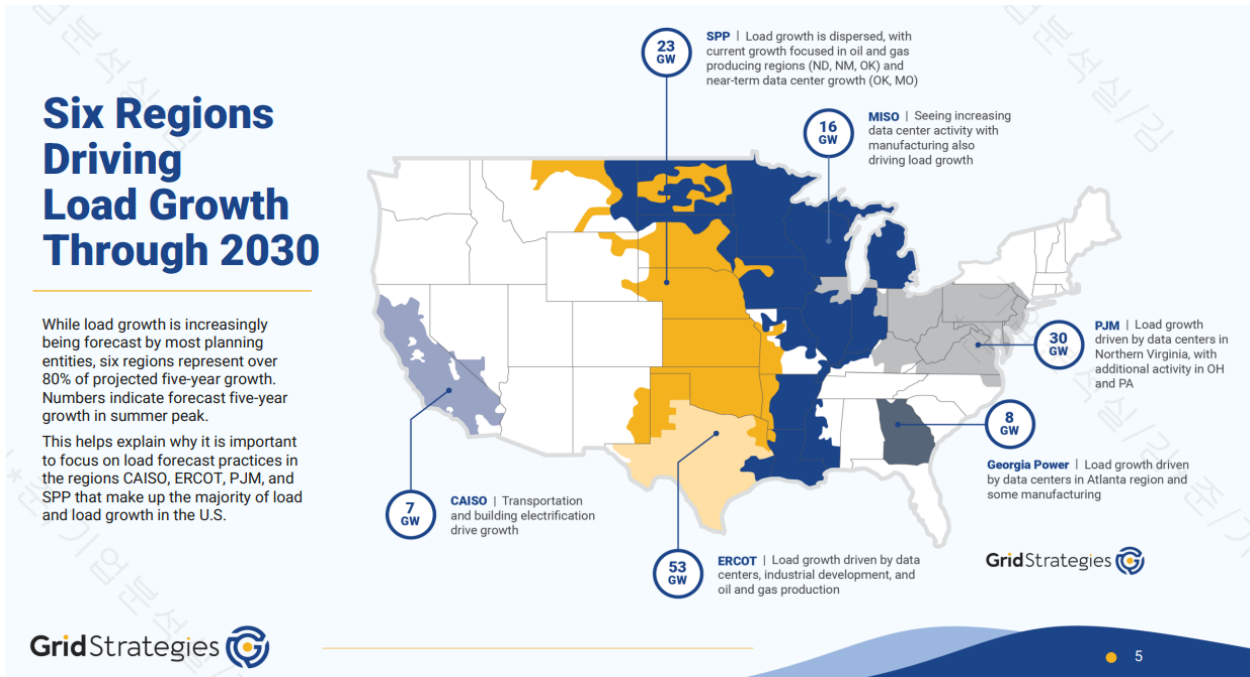 Six Regions
Driving
Load Growth
Through 2030
While load growth is increasingly
being forecast by most planning
entities, six regions represent over
80% of projected five-year growth.
Numbers indicate forecast five-year
growth in summer peak.
This helps explain why it is important
to focus on load forecast practices in
the regions CAISO, ERCOT, PJM, and
SPP that make up the majority of load
and load growth in the U.S.
23
GW
SPP | Load growth is dispersed, with
current growth focused in oil and gas
producing regions (ND, NM, OK) and
near-term data center growth (OK, MO)
16
GW
MISO | Seeing increasing
data center activity with
manufacturing also
driving load growth
30
GW
PJM | Load growth
driven by data centers in
Northern Virginia, with
additional activity in OH
and PA
8
GW
Georgia Power | Load growth driven
by data centers in Atlanta region and
some manufacturing
7
GW
CAISO | Transportation
and building electrification
drive growth
53
GW
ERCOT | Load growth driven by data
centers, industrial development, and
oil and gas production
GridStrategies
GridStrategies
5